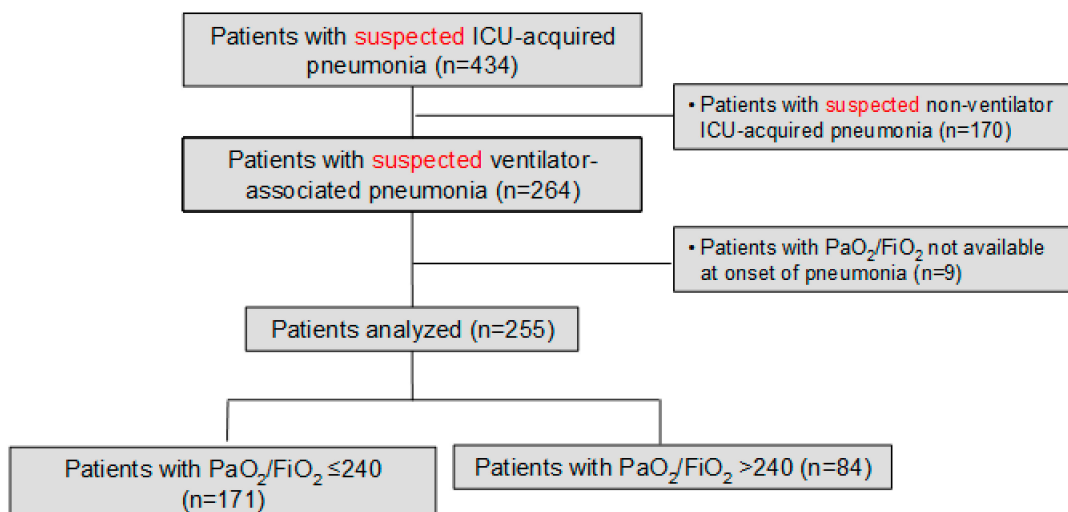 Patients with suspected ICU-acquired
pneumonia (n=434)
• Patients with suspected non-ventilator
ICU-acquired pneumonia (n=170)
Patients with suspected ventilator-
associated pneumonia (n=264)
• Patients with PaO₂/FiO₂ not available
at onset of pneumonia (n=9)
Patients analyzed (n=255)
Patients with PaO₂/FiO₂ ≤240
(n=171)
Patients with PaO₂/FiO₂ >240 (n=84)